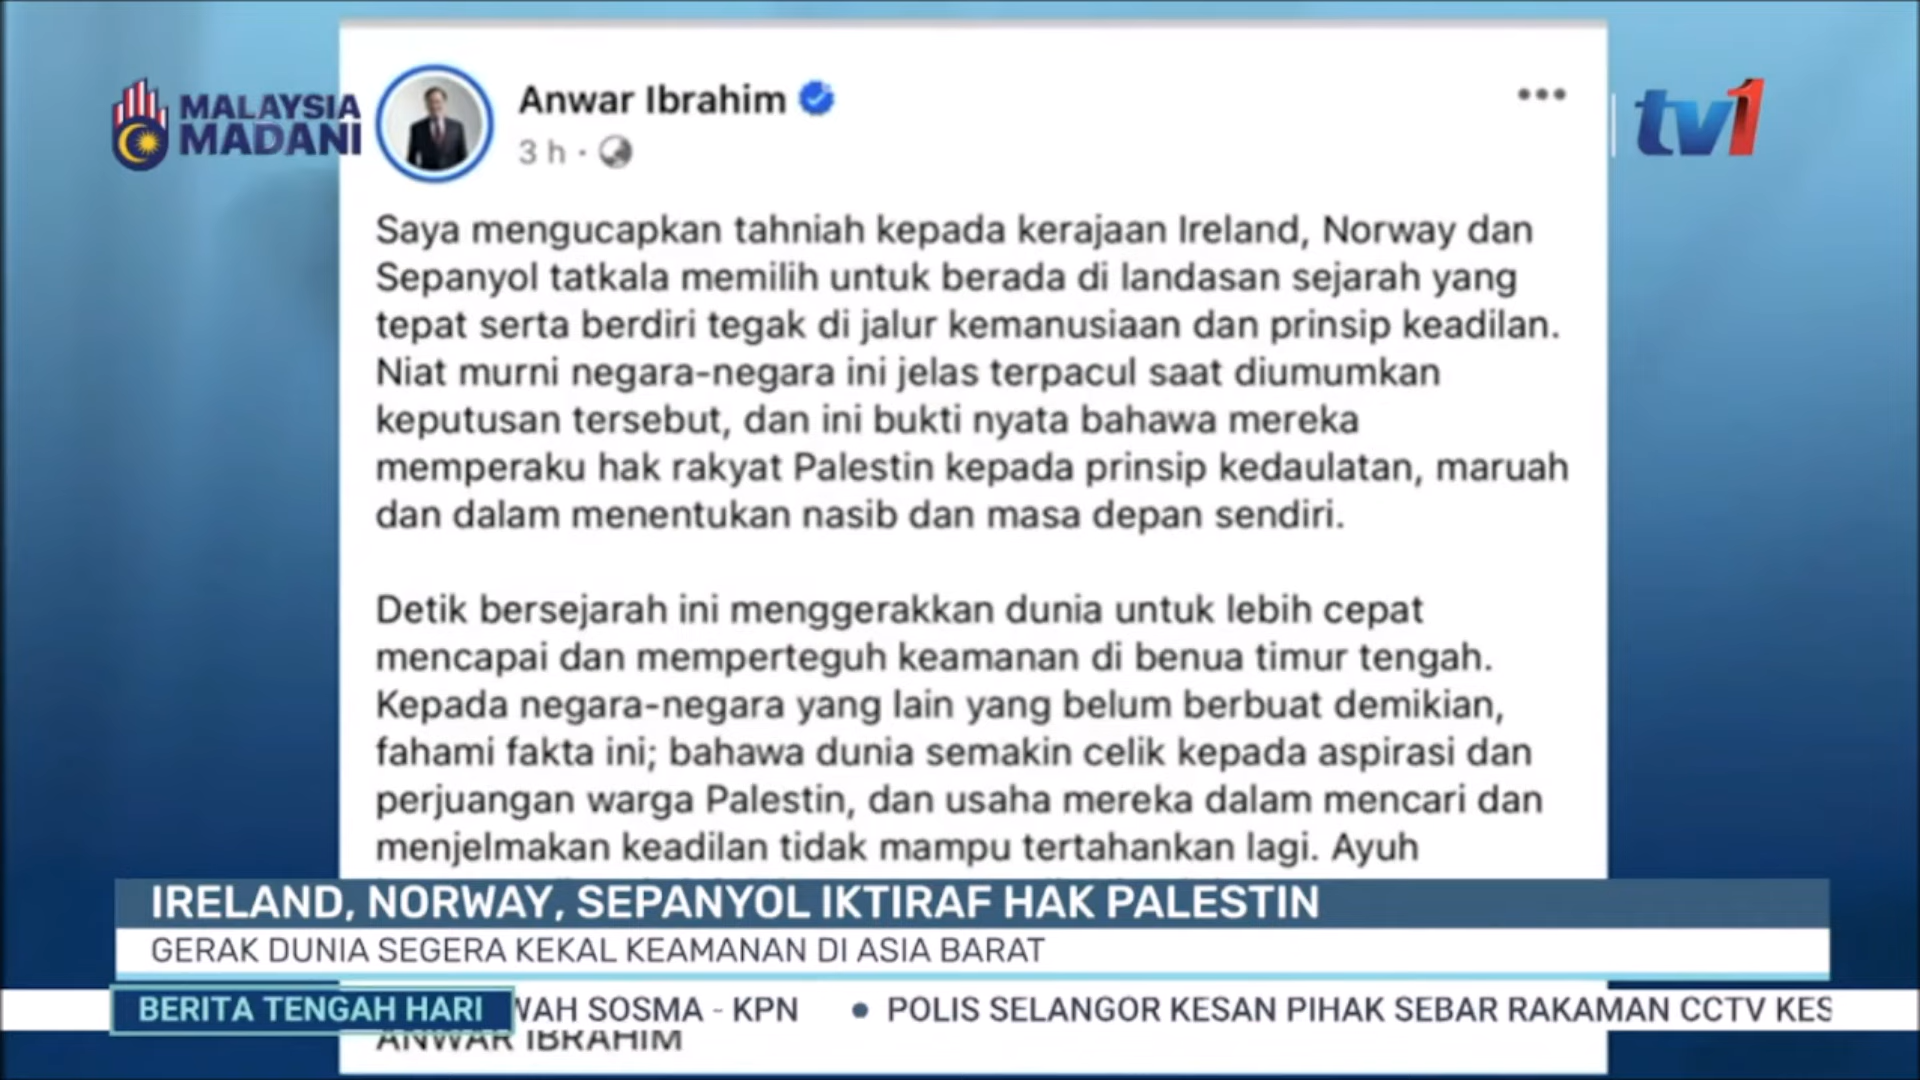 MALAYSIA
MADANI
tv1
Anwar Ibrahim
3 h ·
Saya mengucapkan tahniah kepada kerajaan Ireland, Norway dan
Sepanyol tatkala memilih untuk berada di landasan sejarah yang
tepat serta berdiri tegak di jalur kemanusiaan dan prinsip keadilan.
Niat murni negara-negara ini jelas terpacul saat diumumkan
keputusan tersebut, dan ini bukti nyata bahawa mereka
memperaku hak rakyat Palestin kepada prinsip kedaulatan, maruah
dan dalam menentukan nasib dan masa depan sendiri.
Detik bersejarah ini menggerakkan dunia untuk lebih cepat
mencapai dan memperteguh keamanan di benua timur tengah.
Kepada negara-negara yang lain yang belum berbuat demikian,
fahami fakta ini; bahawa dunia semakin celik kepada aspirasi dan
perjuangan warga Palestin, dan usaha mereka dalam mencari dan
menjelmakan keadilan tidak mampu tertahankan lagi. Ayuh
IRELAND, NORWAY, SEPANYOL IKTIRAF HAK PALESTIN
GERAK DUNIA SEGERA KEKAL KEAMANAN DI ASIA BARAT
BERITA TENGAH HARI
WAH SOSMA - KPN • POLIS SELANGOR KESAN PIHAK SEBAR RAKAMAN CCTV KES
ANWAR IBRAHIM